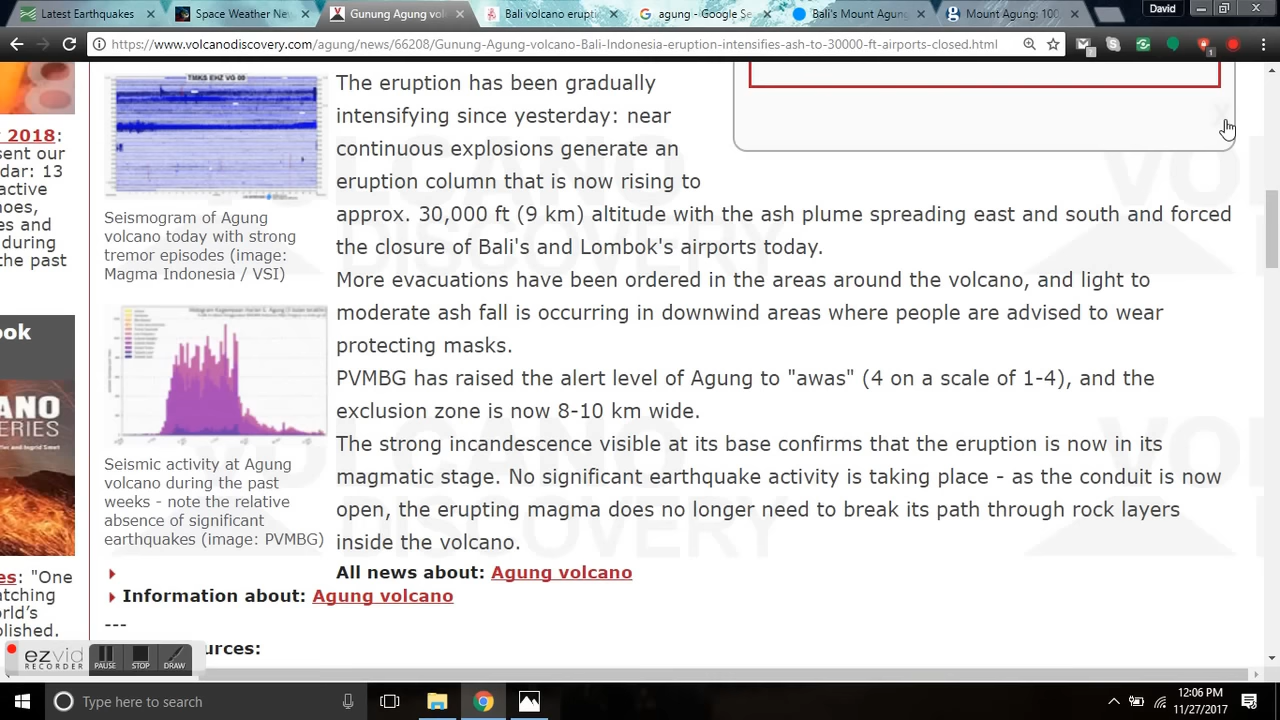 Latest Earthquakes
Space Weather Ne
Gunung Agung vol
Bali volcano erupti
agung - Google Se
Bali's Mount Agung
Mount Agung: 10
David
https://www.volcanodiscovery.com/agung/news/66208/Gunung-Agung-volcano-Bali-Indonesia-eruption-intensifies-ash-to-30000-ft-airports-closed.html
2018:
sent our
dar: 13
active
noes,
es and
during
the past
ook
ANO
ERIES
es: "One
atching
orld's
olished.
TMKS EHZ VG 00
Seismogram of Agung
volcano today with strong
tremor episodes (image:
Magma Indonesia / VSI)
Seismic activity at Agung
volcano during the past
weeks - note the relative
absence of significant
earthquakes (image: PVMBG)
The eruption has been gradually
intensifying since yesterday: near
continuous explosions generate an
eruption column that is now rising to
approx. 30,000 ft (9 km) altitude with the ash plume spreading east and south and forced
the closure of Bali's and Lombok's airports today.
More evacuations have been ordered in the areas around the volcano, and light to
moderate ash fall is occurring in downwind areas where people are advised to wear
protecting masks.
PVMBG has raised the alert level of Agung to "awas" (4 on a scale of 1-4), and the
exclusion zone is now 8-10 km wide.
The strong incandescence visible at its base confirms that the eruption is now in its
magmatic stage. No significant earthquake activity is taking place - as the conduit is now
open, the erupting magma does no longer need to break its path through rock layers
inside the volcano.
All news about: Agung volcano
Information about: Agung volcano
---
urces:
VOLCANO
DISCOVERY
ezvid
RECORDER
PAUSE
STOP
DRAW
Type here to search
12:06 PM
11/27/2017